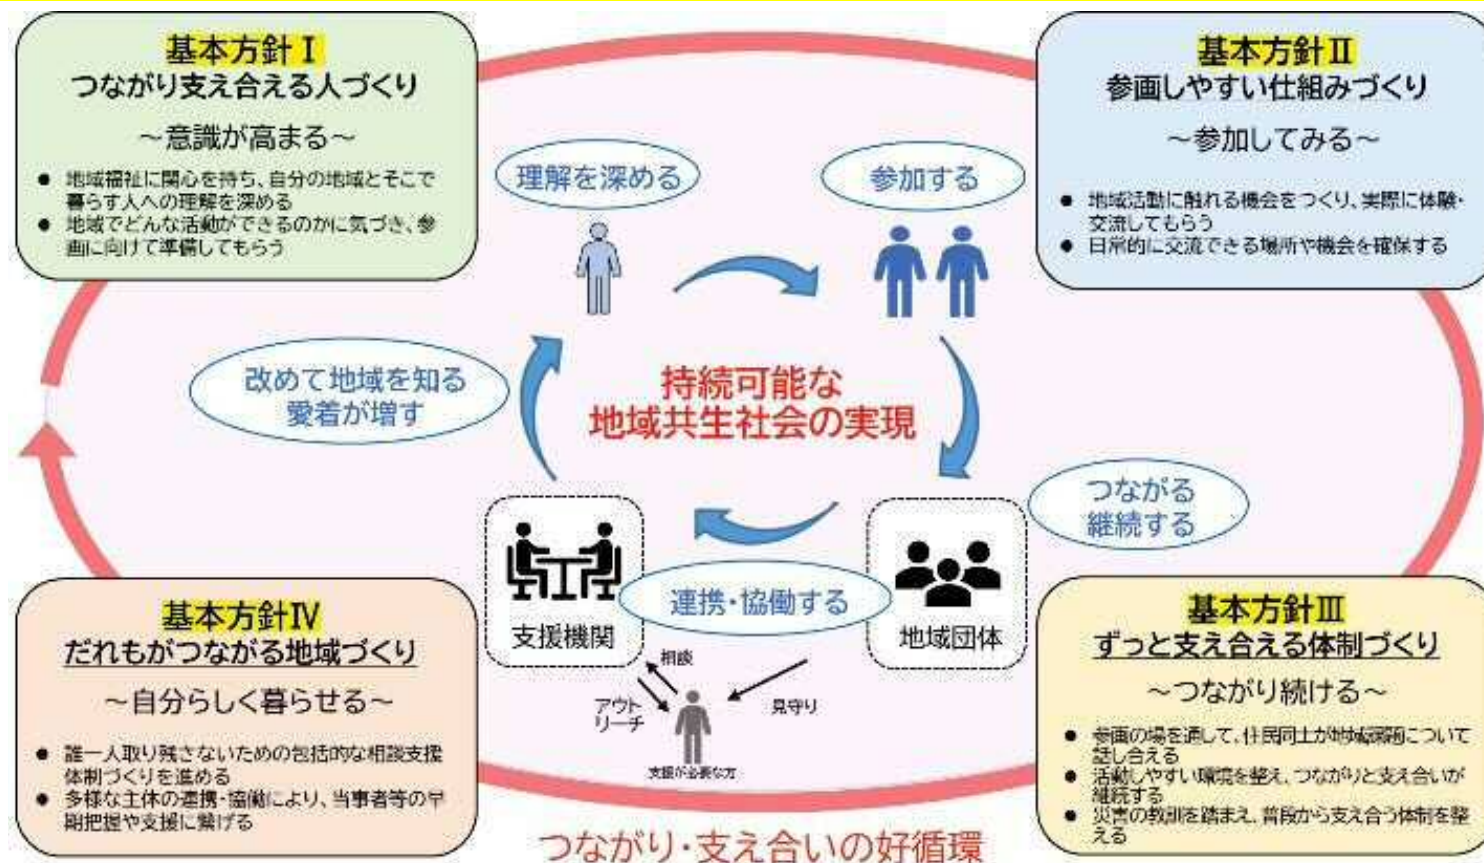 基本方針Ⅰ
つながり支え合える人づくり
～意識が高まる～
● 地域福祉に関心を持ち、自分の地域とそこで
暮らす人への理解を深める
● 地域でどんな活動ができるのかに気づき、参
画に向けて準備してもらう
基本方針Ⅱ
参画しやすい仕組みづくり
～参加してみる～
● 地域活動に触れる機会をつくり、実際に体験・
交流してもらう
● 日常的に交流できる場所や機会を確保する
理解を深める
参加する
改めて地域を知る
愛着が増す
持続可能な
地域共生社会の実現
つながる
継続する
連携・協働する
支援機関
地域団体
相談
アウト
リーチ
見守り
支援が必要な方
基本方針Ⅳ
だれもがつながる地域づくり
～自分らしく暮らせる～
● 誰一人取り残さないための包括的な相談支援
体制づくりを進める
● 多様な主体の連携・協働により、当事者等の早
期把握や支援に繋げる
基本方針Ⅲ
ずっと支え合える体制づくり
～つながり続ける～
● 参画の場を通して、住民同士が地域課題について
話し合える
● 活動しやすい環境を整え、つながりと支え合いが
継続する
● 災害の教訓を踏まえ、普段から支え合う体制を整
える
つながり・支え合いの好循環